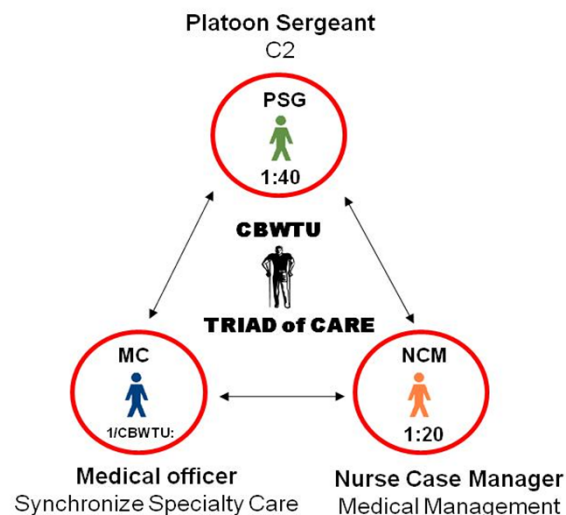 Platoon Sergeant
C2
PSG
1:40
CBWTU
TRIAD of CARE
MC
1/CBWTU:
Medical officer
Synchronize Specialty Care
NCM
1:20
Nurse Case Manager
Medical Management